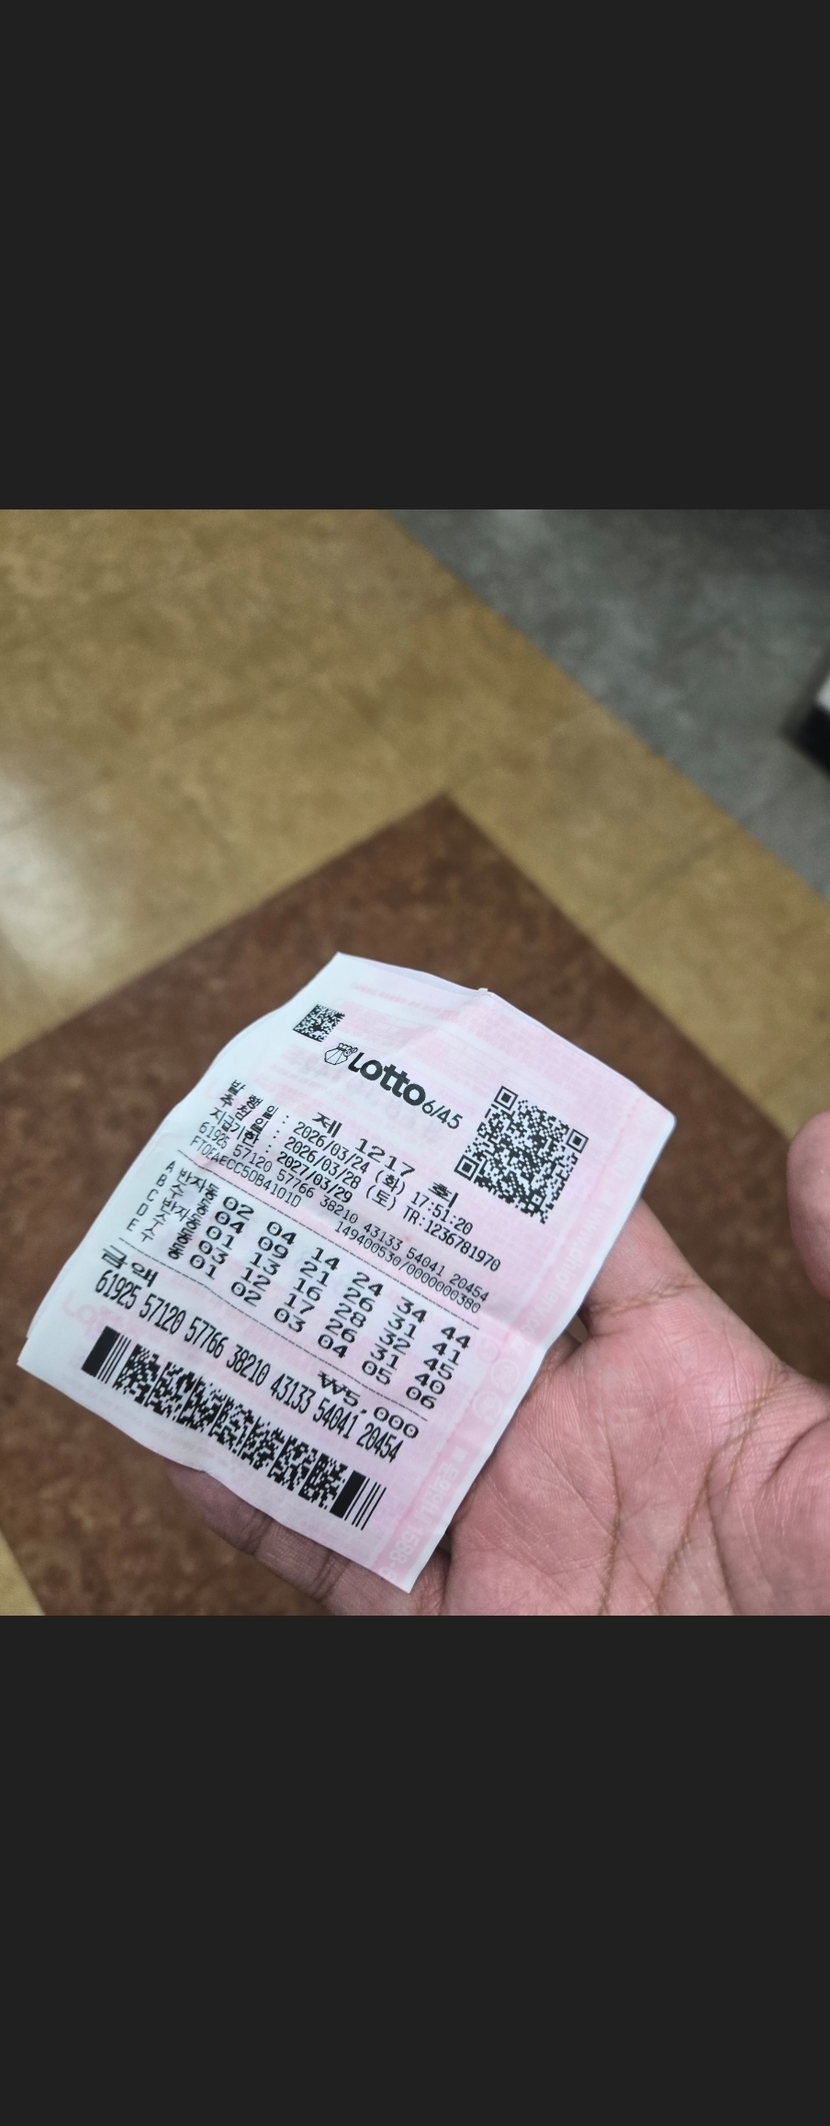 Lotto 6/45
제 1217 회
발 행 일 : 2026/03/24 (화) 17:51:20
추 첨 일 : 2026/03/28 (토) TR:1236781970
지급기한 : 2027/03/29
61925 57120 57766 38210 43133 54041 20454
149400530/0000000380
A 반자동 02 04 14 24 34 44
B 수 동 04 09 21 26 31 41
C 반자동 01 13 16 28 32 45
D 수 동 03 12 17 26 31 40
E 수 동 01 02 03 04 05 06
금액 ₩5,000
61925 57120 57766 38210 43133 54041 20454